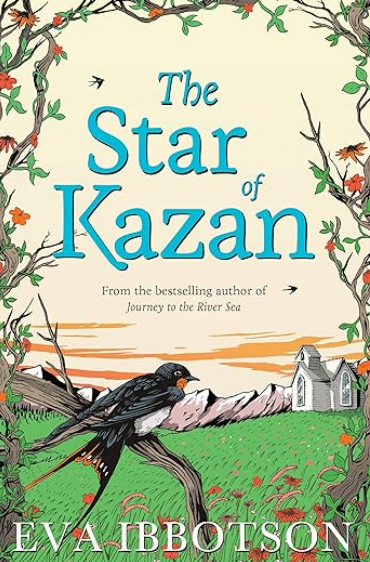 The
Star
of
Kazan
From the bestselling author of
Journey to the River Sea
EVA IBBOTSON